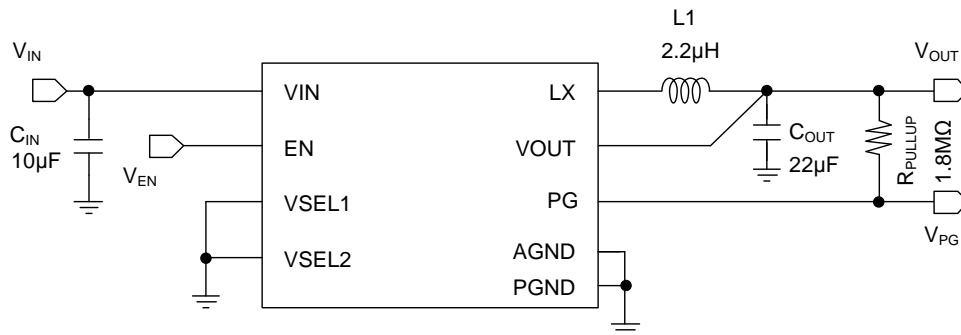 L1
2.2µH
VIN
VOUT
VIN
LX
CIN
10µF
EN
VOUT
COUT
22µF
RPULLUP
1.8MΩ
VEN
VSEL1
PG
VPG
VSEL2
AGND
PGND